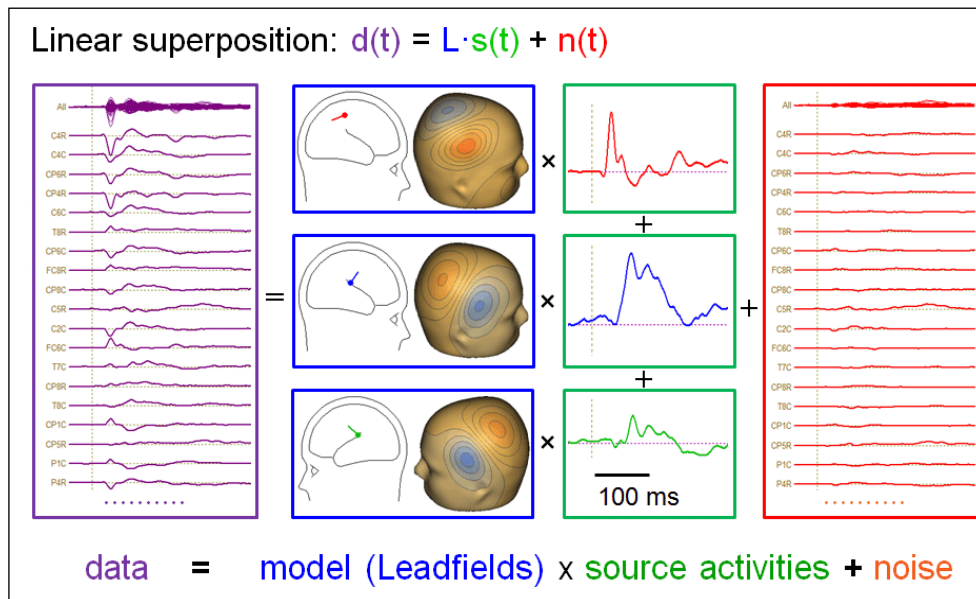 Linear superposition: d(t) = L·s(t) + n(t)
All
C4R
C4C
CP6R
CP4R
C6C
T8R
CP6C
FC8R
CP8C
C5R
C2C
FC6C
T7C
CP8R
T8C
CP1C
CP5R
P1C
P4R
=
×
+
×
+
×
100 ms
+
All
C4R
C4C
CP6R
CP4R
C6C
T8R
CP6C
FC8R
CP8C
C5R
C2C
FC6C
T7C
CP8R
T8C
CP1C
CP5R
P1C
P4R
data = model (Leadfields) x source activities + noise